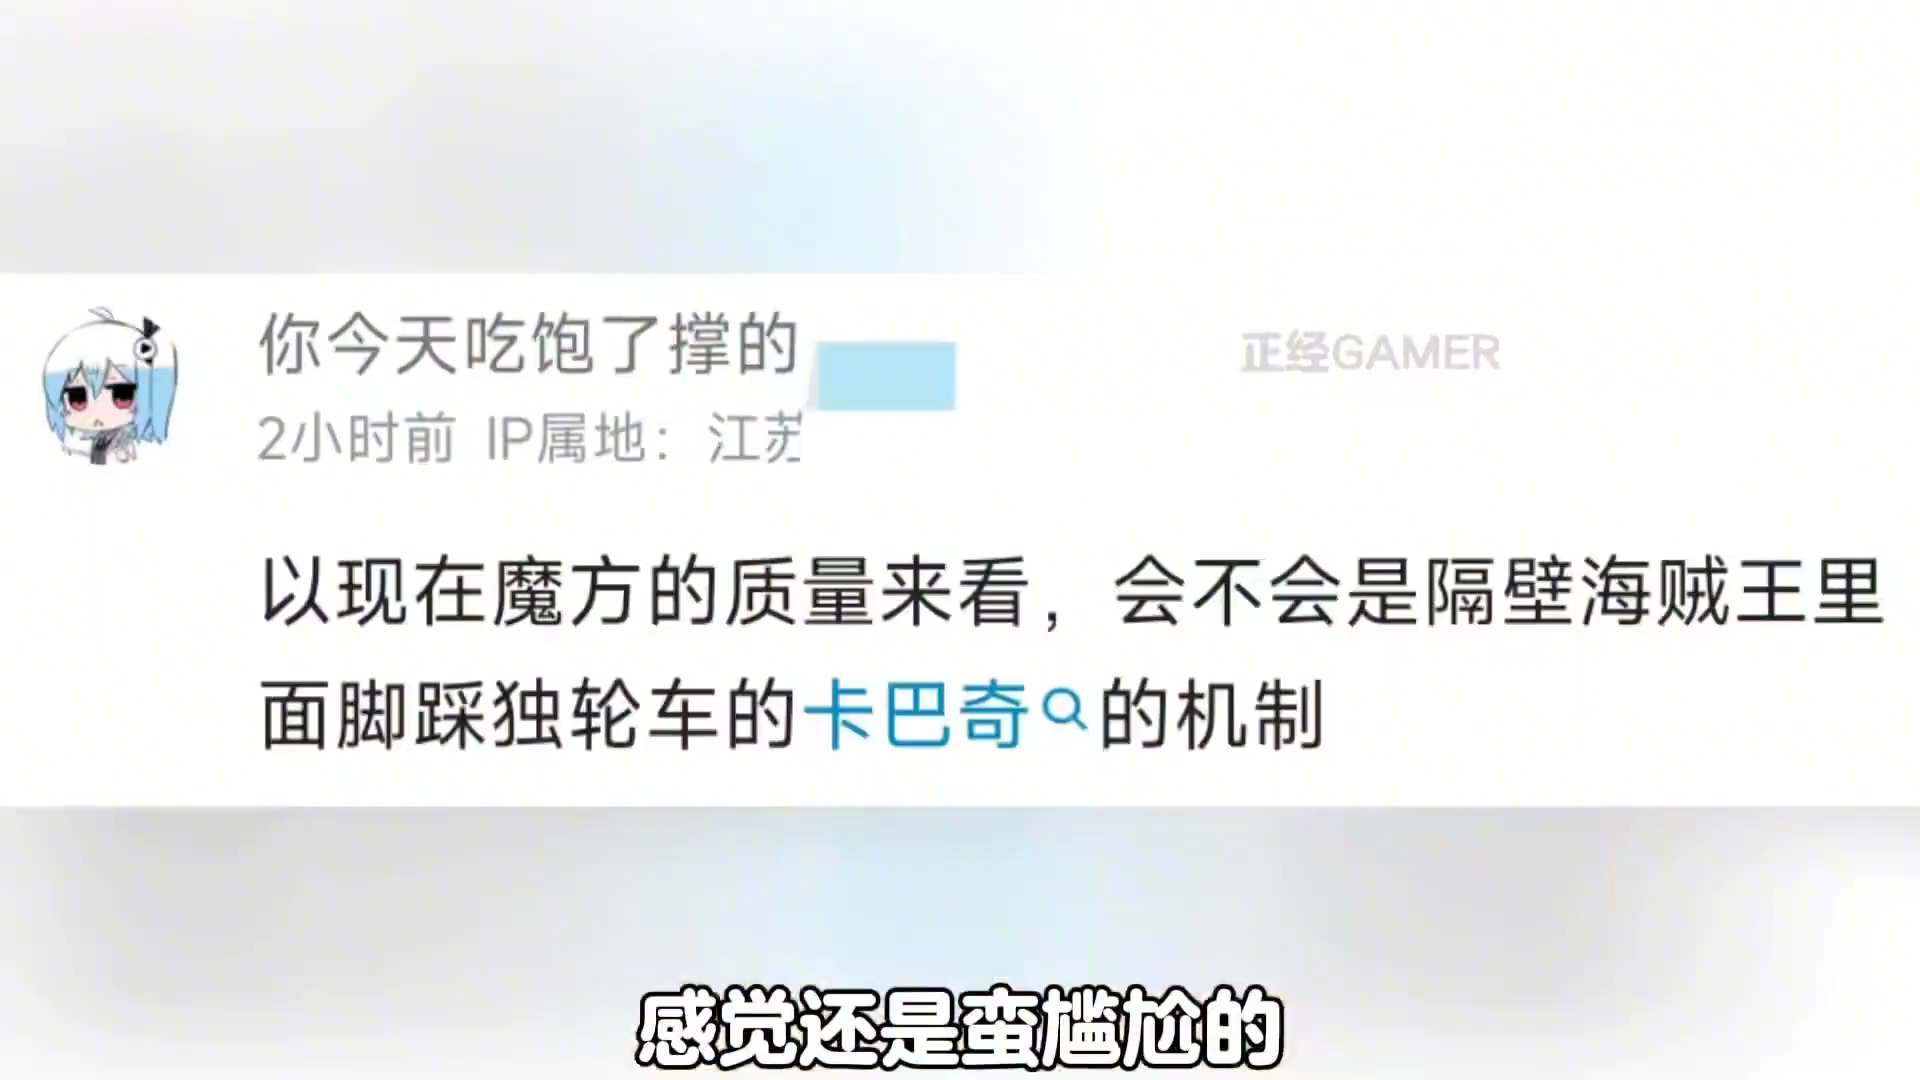 你今天吃饱了撑的
正经GAMER
2小时前 IP属地：江苏
以现在魔方的质量来看，会不会是隔壁海贼王里
面脚踩独轮车的卡巴奇的机制
感觉还是蛮尴尬的